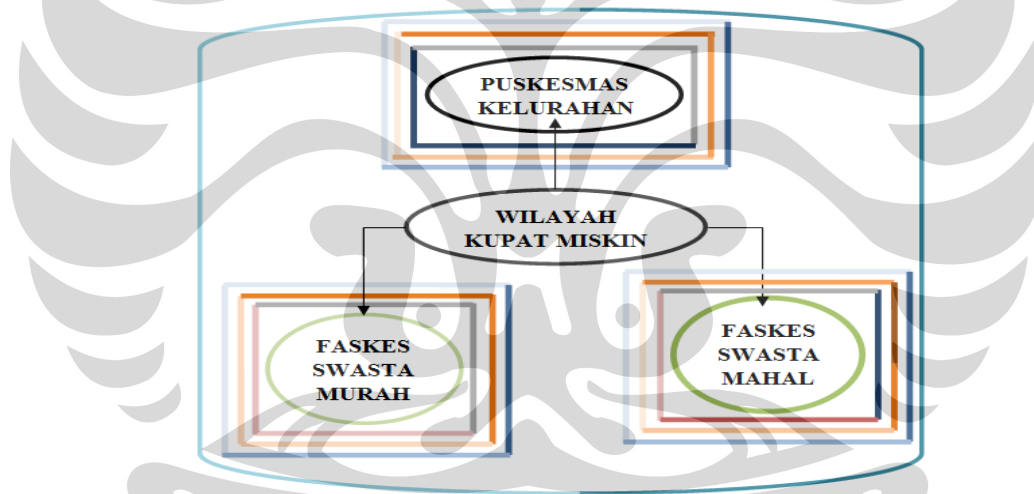 PUSKESMAS
KELURAHAN
WILAYAH
KUPAT MISKIN
FASKES
SWASTA
MURAH
FASKES
SWASTA
MAHAL